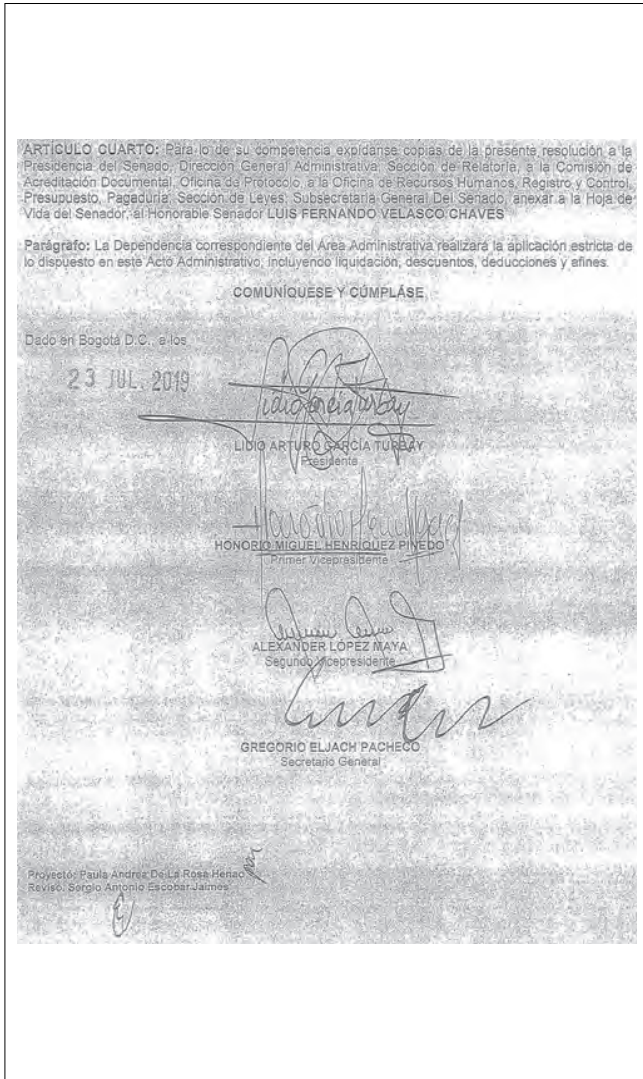 ARTÍCULO CUARTO: Para lo de su competencia expídanse copias de la presente resolución a la
Presidencia del Senado, Dirección General Administrativa, Sección de Relatoría, a la Comisión de
Acreditación Documental, Oficina de Protocolo, a la Oficina de Recursos Humanos, Registro y Control,
Presupuesto, Pagaduría, Sección de Leyes, Subsecretaría General Del Senado, anexar a la Hoja de
Vida del Senador, al Honorable Senador LUIS FERNANDO VELASCO CHAVES
Parágrafo: La Dependencia correspondiente del Área Administrativa realizará la aplicación estricta de
lo dispuesto en este Acto Administrativo, incluyendo liquidación, descuentos, deducciones y afines.
COMUNÍQUESE Y CÚMPLASE
Dado en Bogotá D.C., a los
23 JUL. 2019
Lidio García Turbay
LIDIO ARTURO GARCÍA TURBAY
Presidente
HONORIO MIGUEL HENRIQUEZ PINEDO
Primer Vicepresidente
ALEXANDER LÓPEZ MAYA
Segundo Vicepresidente
GREGORIO ELJACH PACHECO
Secretario General
Proyectó: Paula Andrea De La Rosa Henao
Revisó: Sergio Antonio Escobar Jaimes